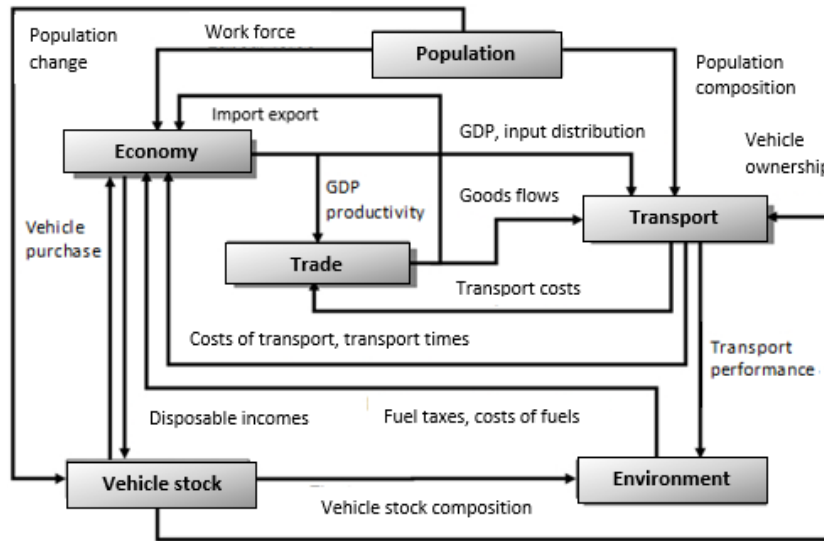 Population
change
Work force
Population
Population
composition
Import export
GDP, input distribution
Vehicle
ownership
Economy
GDP
productivity
Goods flows
Transport
Vehicle
purchase
Trade
Transport costs
Costs of transport, transport times
Transport
performance
Disposable incomes
Fuel taxes, costs of fuels
Vehicle stock
Environment
Vehicle stock composition